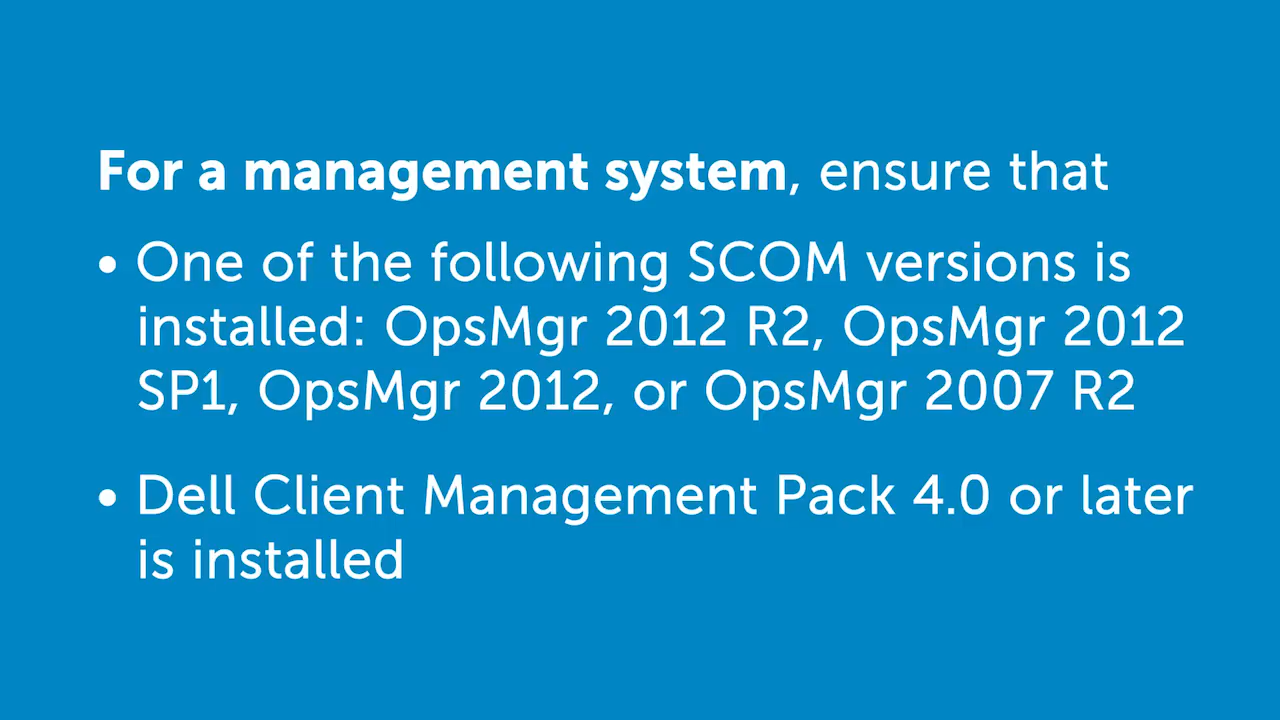 For a management system, ensure that
• One of the following SCOM versions is
installed: OpsMgr 2012 R2, OpsMgr 2012
SP1, OpsMgr 2012, or OpsMgr 2007 R2
• Dell Client Management Pack 4.0 or later
is installed